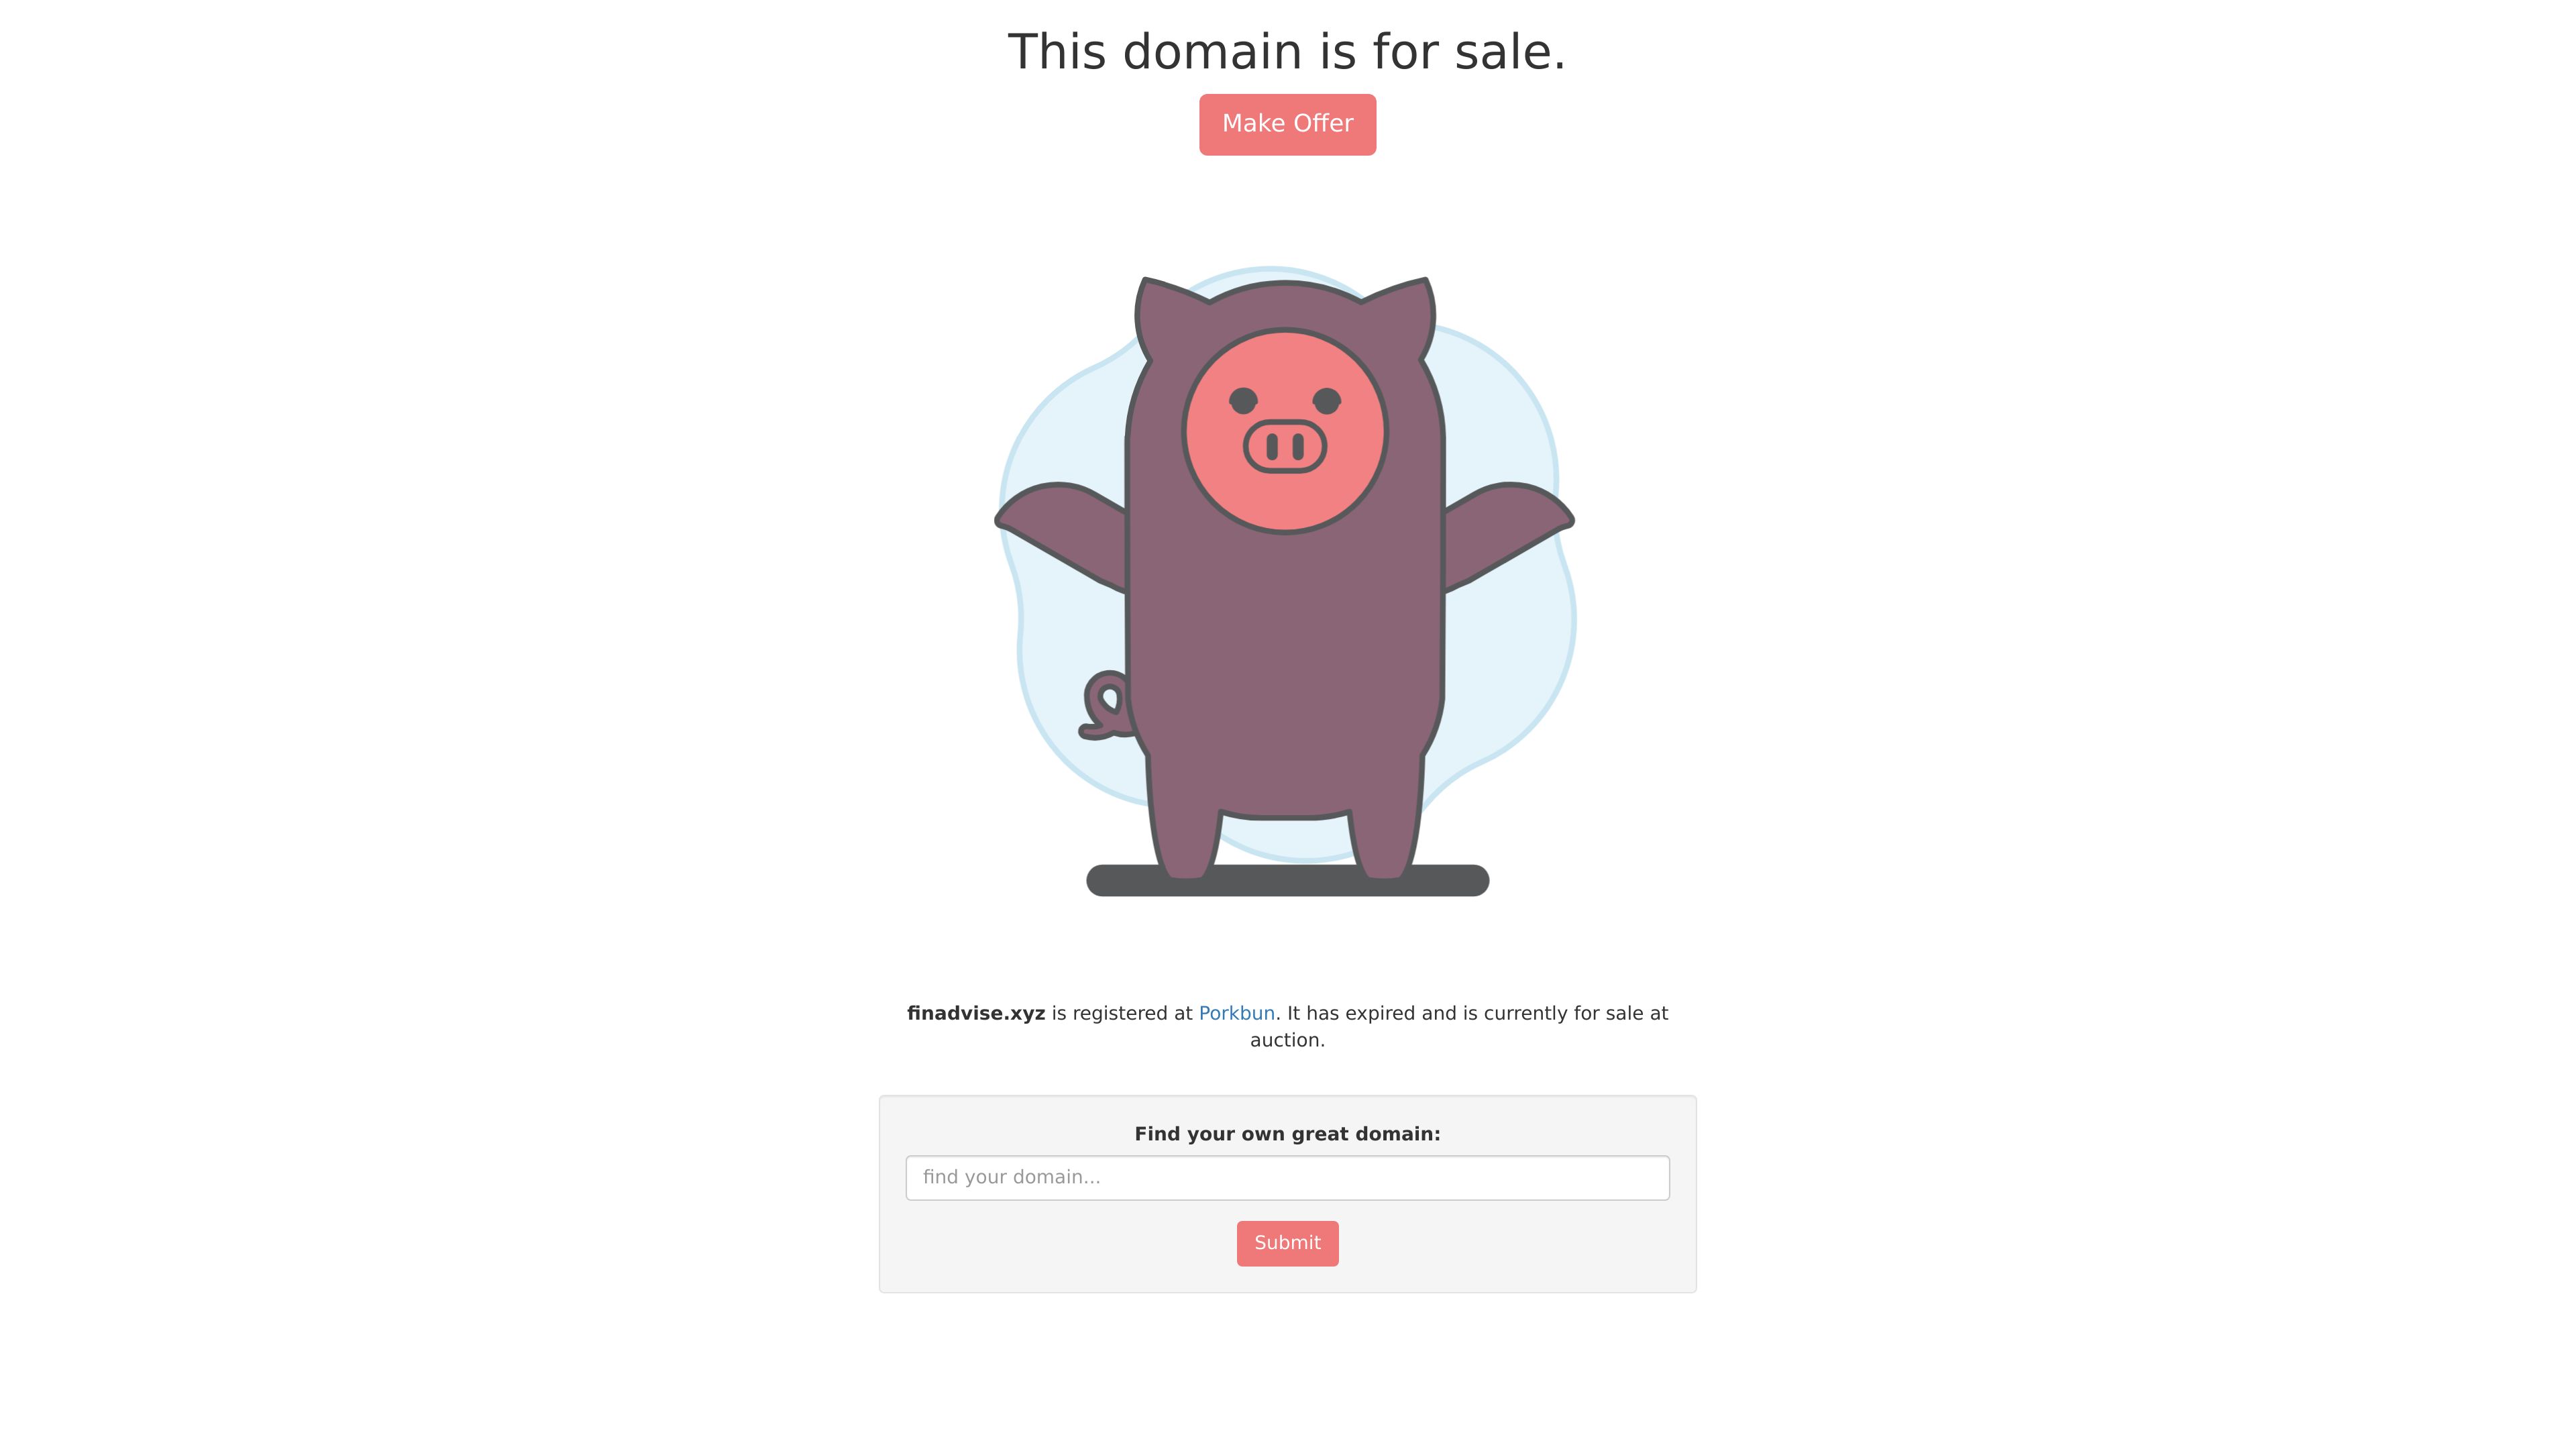 This domain is for sale.
Make Offer
finadvise.xyz is registered at Porkbun. It has expired and is currently for sale at
auction.
Find your own great domain:
find your domain...
Submit